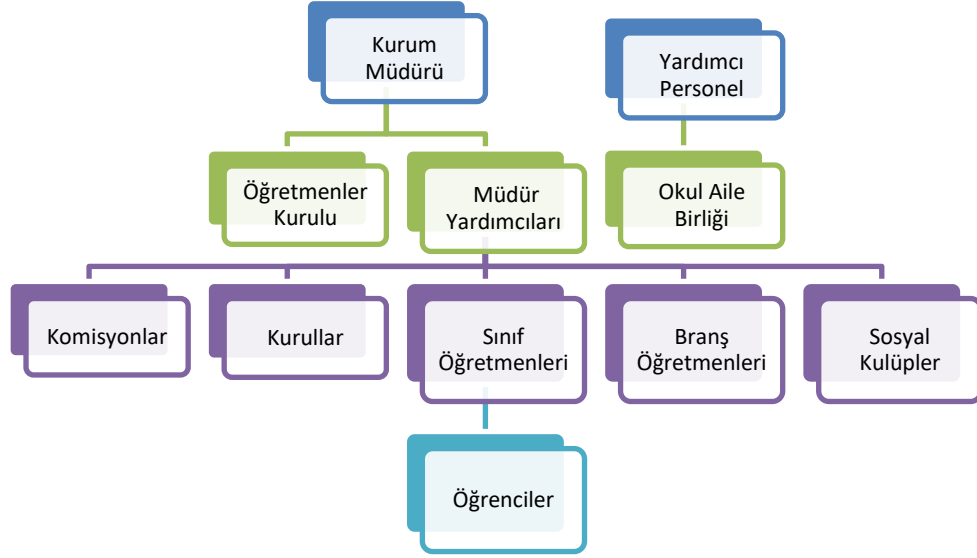 Kurum
Müdürü
Yardımcı
Personel
Öğretmenler
Kurulu
Müdür
Yardımcıları
Okul Aile
Birliği
Komisyonlar
Kurullar
Sınıf
Öğretmenleri
Branş
Öğretmenleri
Sosyal
Kulüpler
Öğrenciler